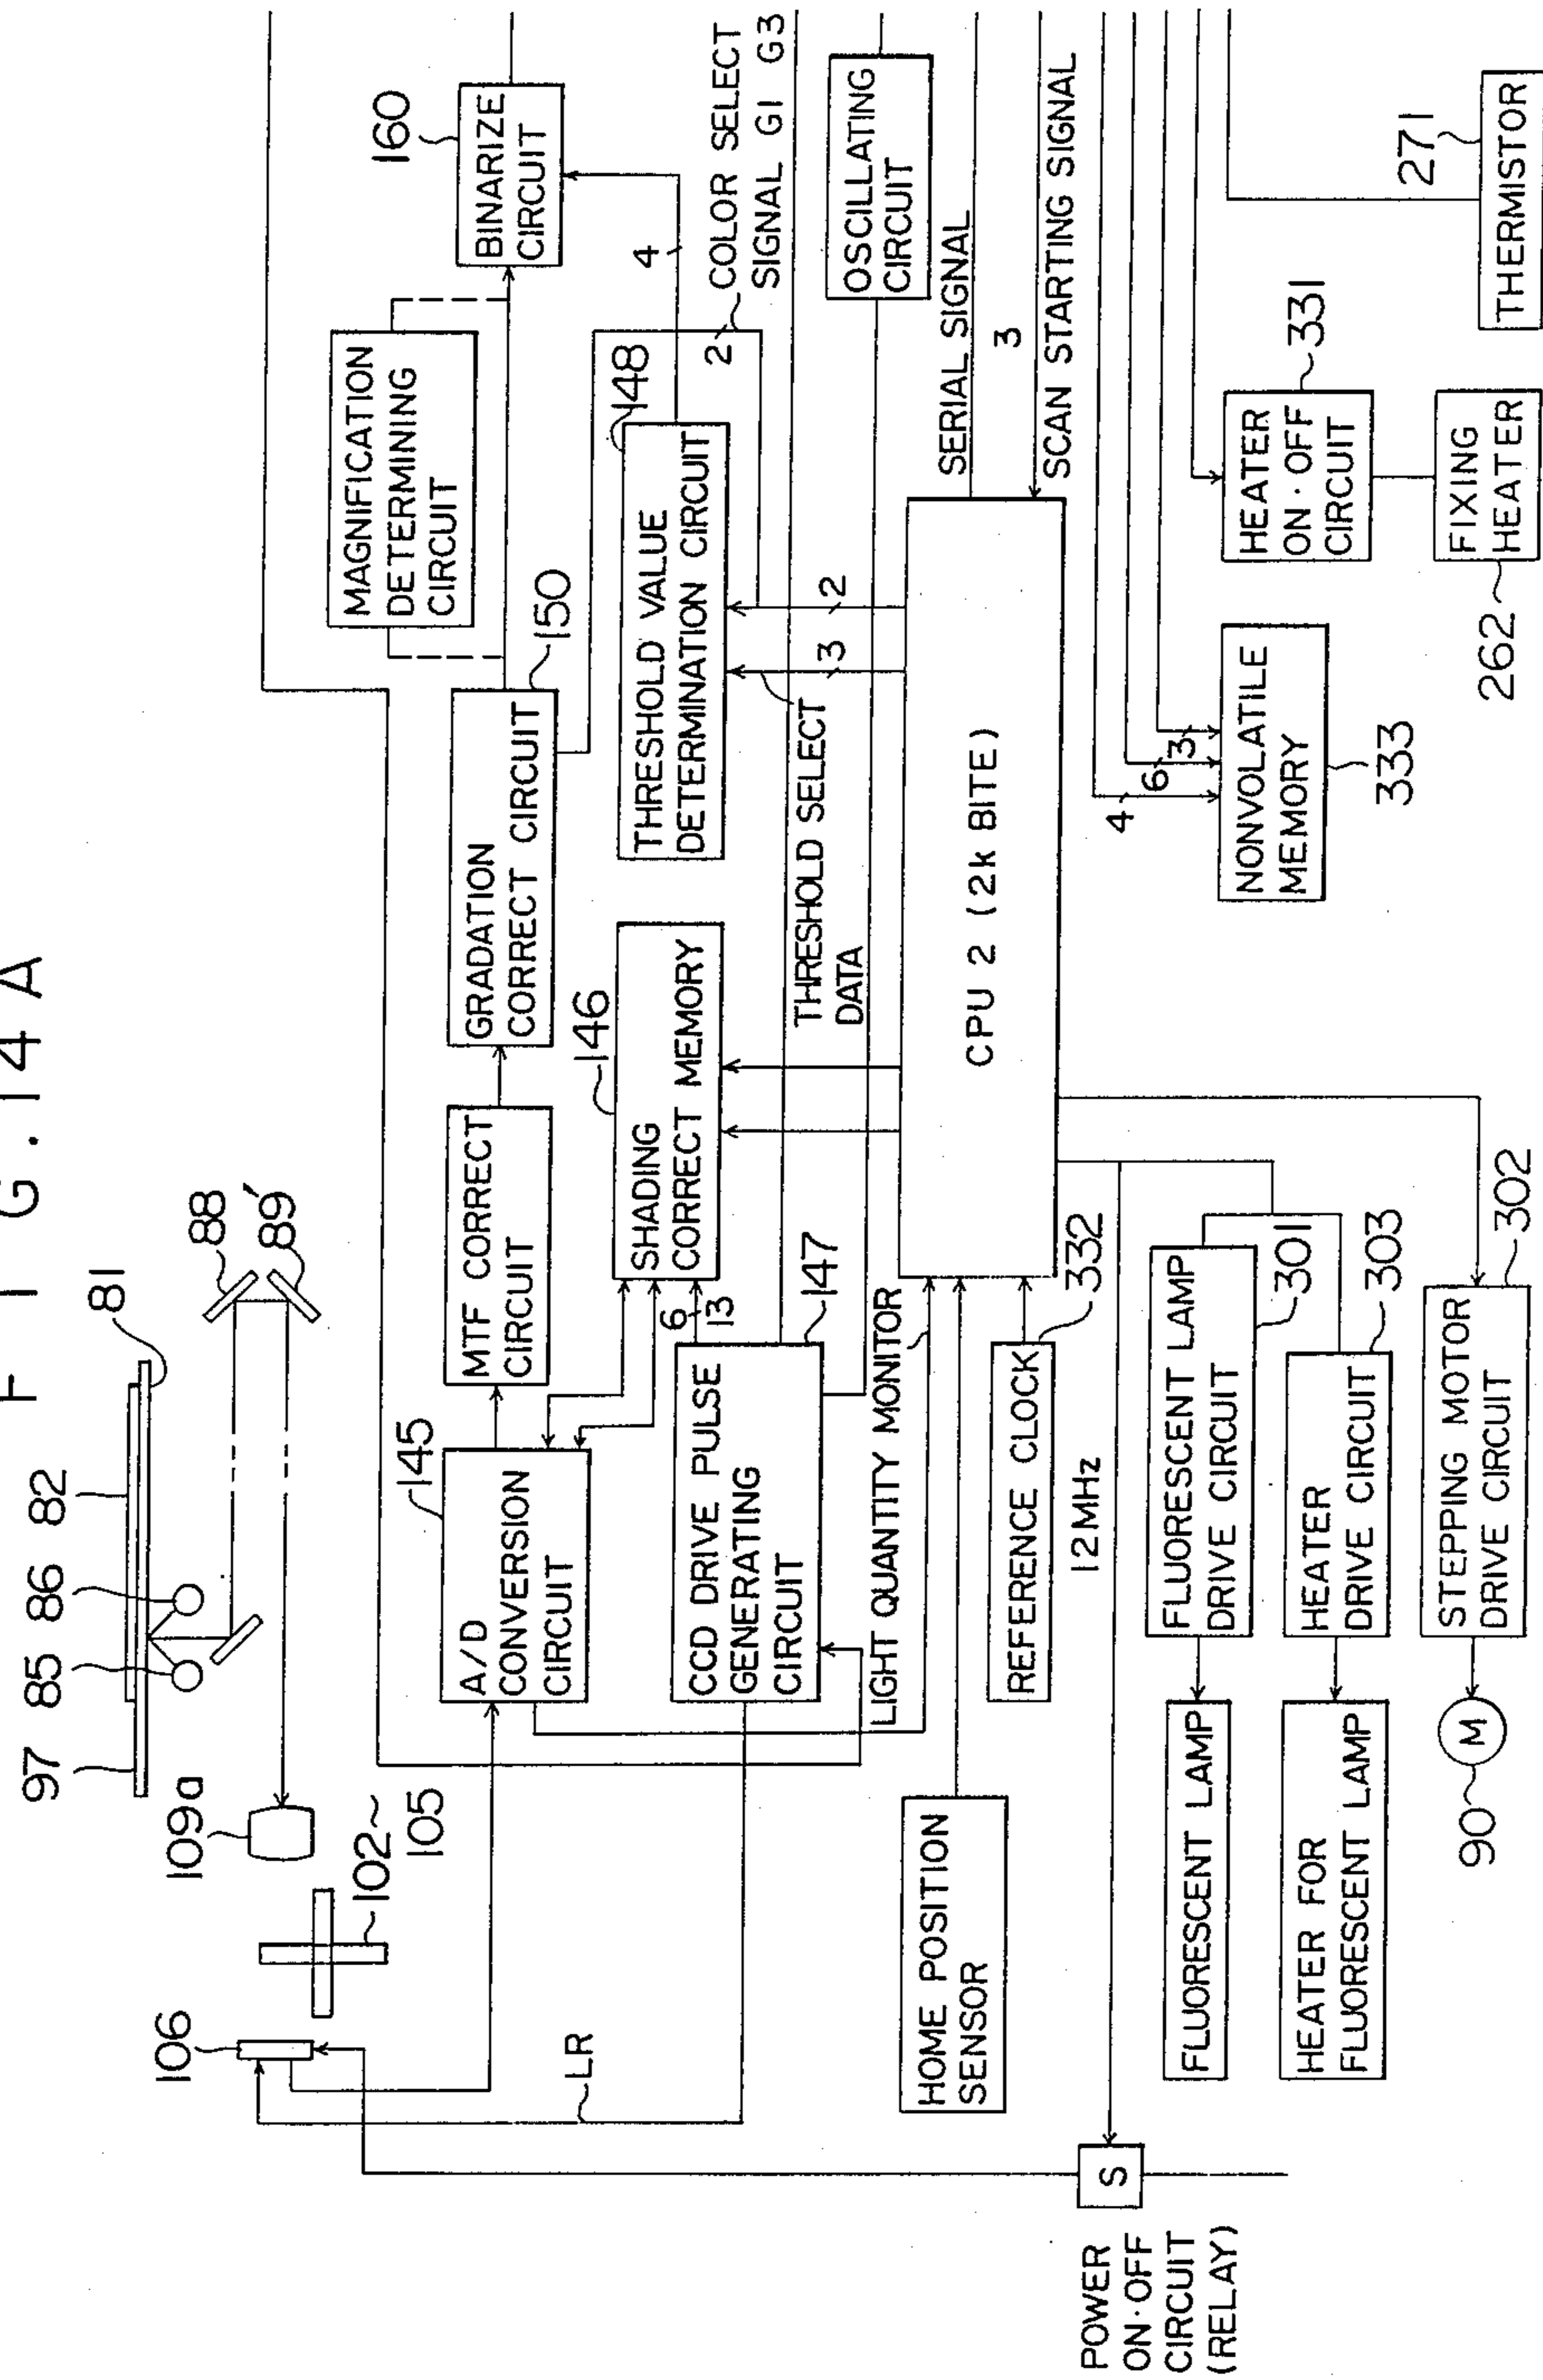 FIG.14A
97
85
86
82
81
88
89'
109a
102~
105
106
LR
A/D
CONVERSION
CIRCUIT
145
MTF CORRECT
CIRCUIT
GRADATION
CORRECT CIRCUIT
150
MAGNIFICATION
DETERMINING
CIRCUIT
BINARIZE
CIRCUIT
160
SHADING
CORRECT MEMORY
146
THRESHOLD VALUE
DETERMINATION CIRCUIT
148
4
2
COLOR SELECT
SIGNAL G1 G3
CCD DRIVE PULSE
GENERATING
CIRCUIT
147
6
13
THRESHOLD SELECT
DATA
3
2
OSCILLATING
CIRCUIT
LIGHT QUANTITY MONITOR
HOME POSITION
SENSOR
REFERENCE CLOCK
332
12MHz
CPU 2 (2k BITE)
SERIAL SIGNAL
3
SCAN STARTING SIGNAL
POWER
ON·OFF
CIRCUIT
(RELAY)
S
FLUORESCENT LAMP
FLUORESCENT LAMP
DRIVE CIRCUIT
301
HEATER FOR
FLUORESCENT LAMP
HEATER
DRIVE CIRCUIT
303
90
M
STEPPING MOTOR
DRIVE CIRCUIT
302
4
6
3
NONVOLATILE
MEMORY
333
HEATER
ON·OFF
CIRCUIT
331
FIXING
HEATER
262
THERMISTOR
271